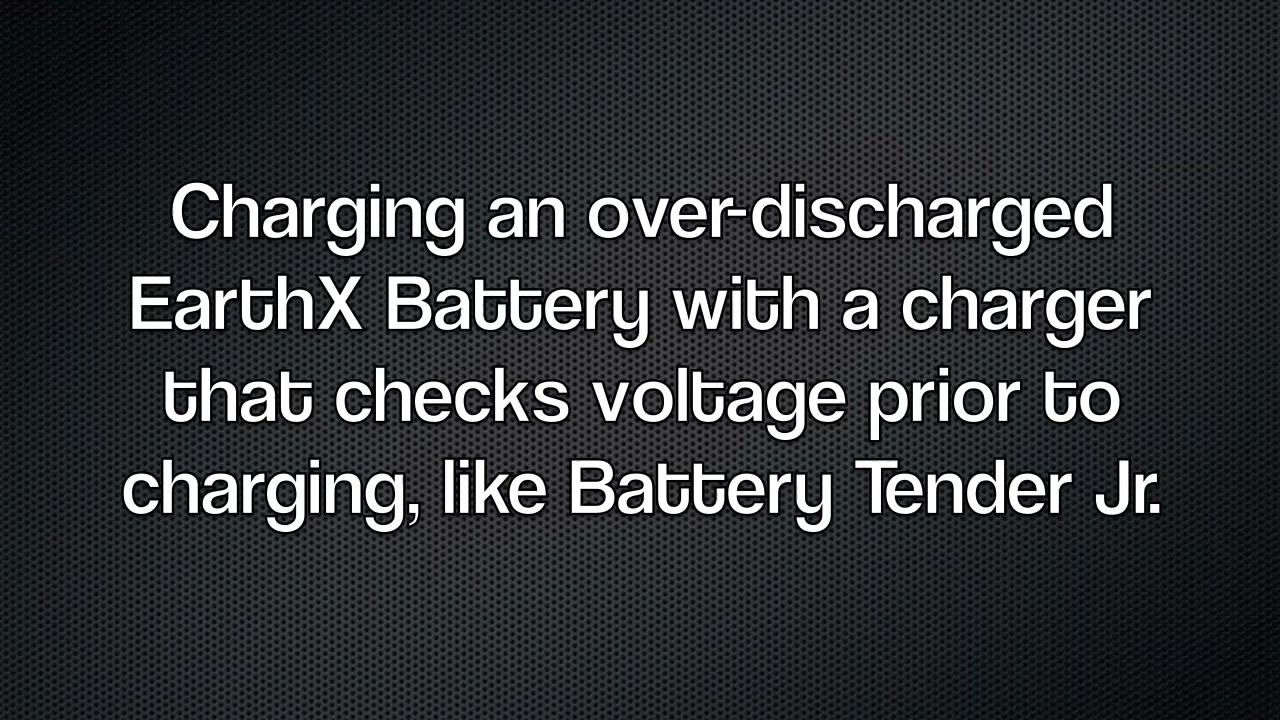 Charging an over-discharged
EarthX Battery with a charger
that checks voltage prior to
charging, like Battery Tender Jr.